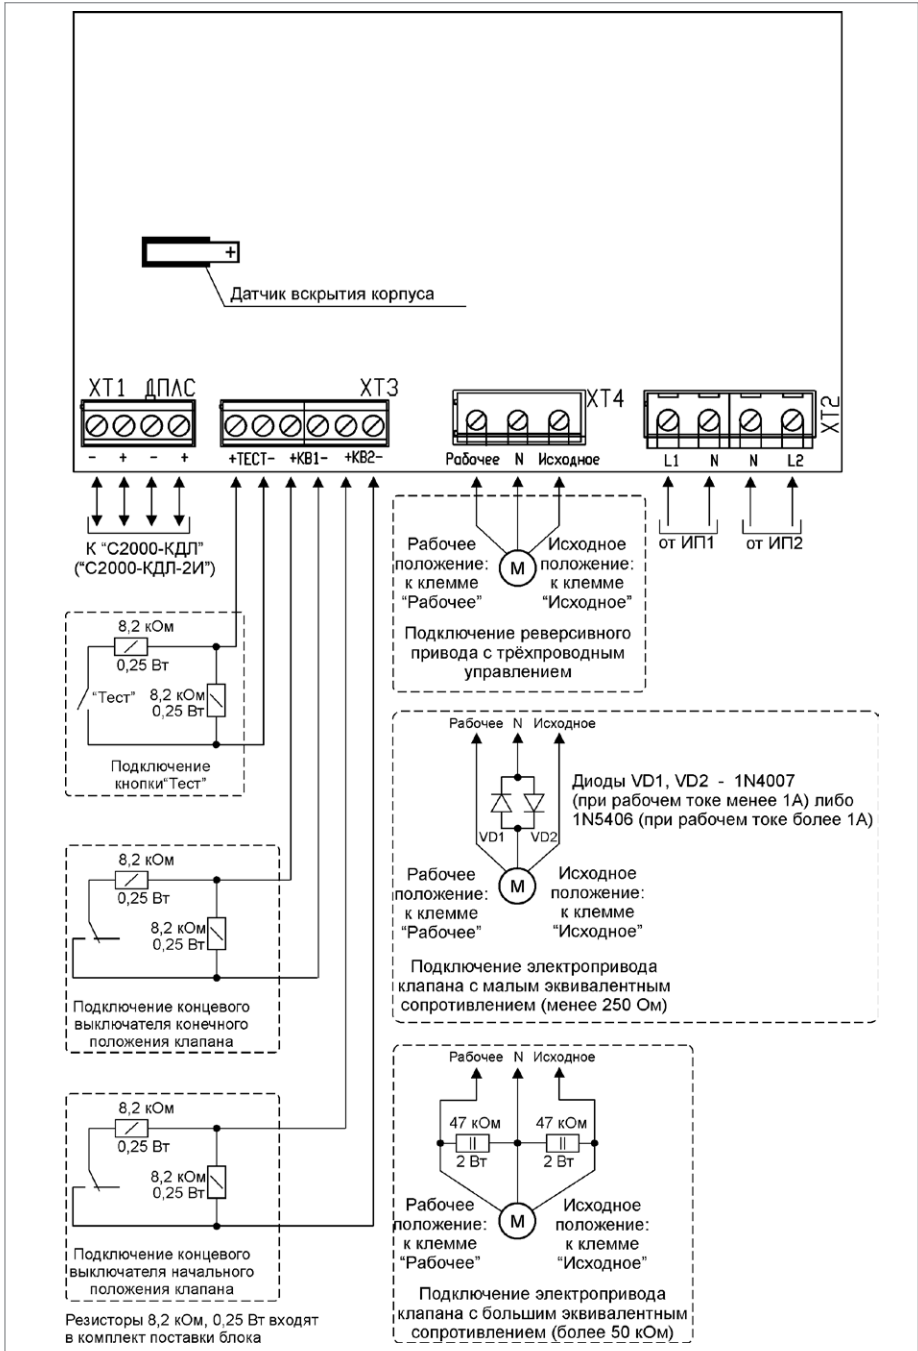 +
Датчик вскрытия корпуса
XT1 ДПЛС
XT3
XT4
XT2
- + - +
+ТЕСТ- +КВ1- +КВ2-
Рабочее N Исходное
L1 N N L2
К “С2000-КДЛ”
(“С2000-КДЛ-2И”)
от ИП1 от ИП2
Рабочее
положение:
к клемме
“Рабочее”
М
Исходное
положение:
к клемме
“Исходное”
Подключение реверсивного
привода с трёхпроводным
управлением
8,2 кОм
0,25 Вт
“Тест”
8,2 кОм
0,25 Вт
Подключение
кнопки“Тест”
Рабочее N Исходное
VD1 VD2
Диоды VD1, VD2 - 1N4007
(при рабочем токе менее 1А) либо
1N5406 (при рабочем токе более 1А)
Рабочее
положение:
к клемме
“Рабочее”
М
Исходное
положение:
к клемме
“Исходное”
Подключение электропривода
клапана с малым эквивалентным
сопротивлением (менее 250 Ом)
8,2 кОм
0,25 Вт
8,2 кОм
0,25 Вт
Подключение концевого
выключателя конечного
положения клапана
Рабочее N Исходное
47 кОм
2 Вт
47 кОм
2 Вт
Рабочее
положение:
к клемме
“Рабочее”
М
Исходное
положение:
к клемме
“Исходное”
Подключение электропривода
клапана с большим эквивалентным
сопротивлением (более 50 кОм)
8,2 кОм
0,25 Вт
8,2 кОм
0,25 Вт
Подключение концевого
выключателя начального
положения клапана
Резисторы 8,2 кОм, 0,25 Вт входят
в комплект поставки блока